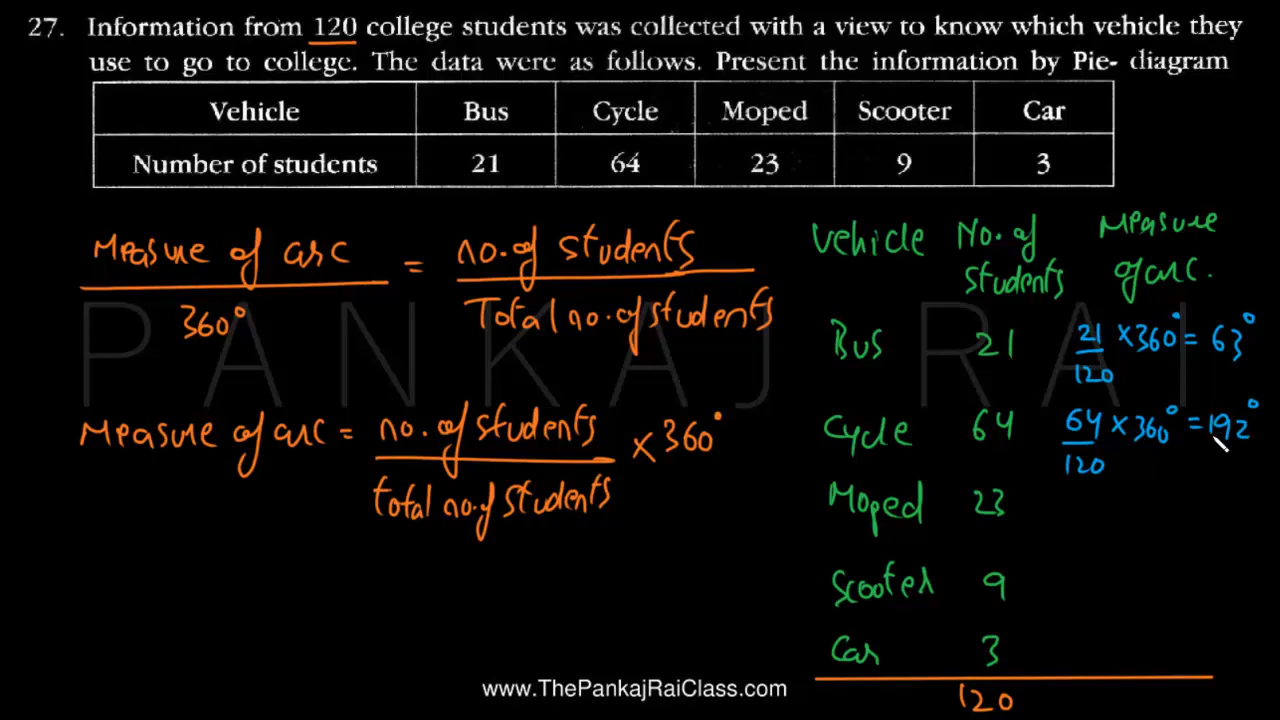 27. Information from 120 college students was collected with a view to know which vehicle they
use to go to college. The data were as follows. Present the information by Pie- diagram
Vehicle Bus Cycle Moped Scooter Car
Number of students 21 64 23 9 3
Measure of arc / 360° = no. of students / Total no. of students
Measure of arc = no. of students / total no. of students × 360°
Vehicle No. of students Measure of arc.
Bus 21 21/120 × 360° = 63°
Cycle 64 64/120 × 360° = 192°
Moped 23
Scooter 9
Car 3
120
PANKAJ RAI
www.ThePankajRaiClass.com